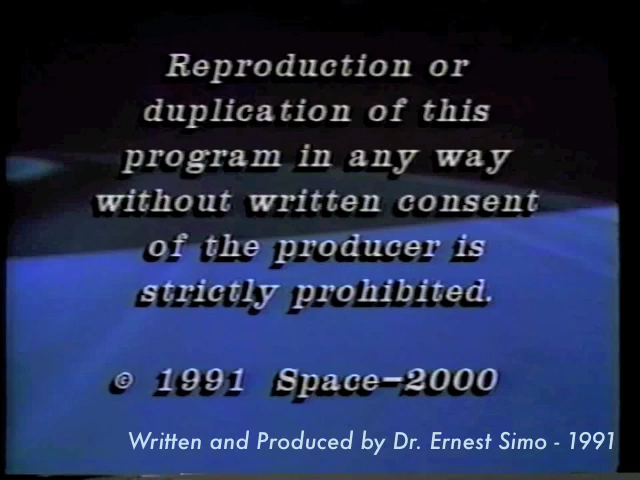 Reproduction or
duplication of this
program in any way
without written consent
of the producer is
strictly prohibited.
© 1991 Space-2000
Written and Produced by Dr. Ernest Simo - 1991